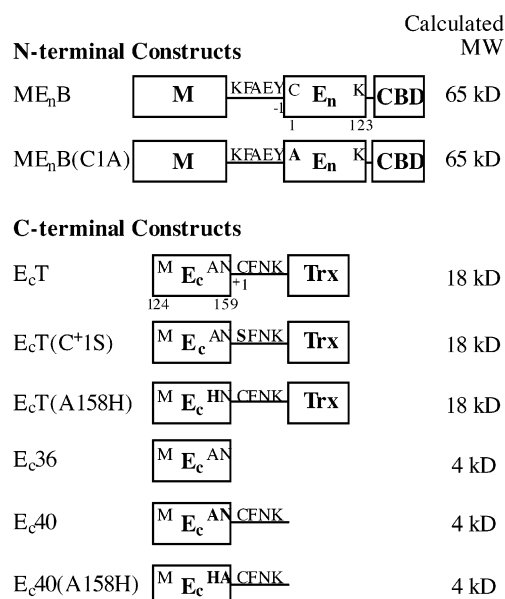 Calculated
N-terminal Constructs MW
MEnB M KFAEY C En K CBD 65 kD
-1 1 123
MEnB(C1A) M KFAEY A En K CBD 65 kD
C-terminal Constructs
EcT M Ec AN CFNK Trx 18 kD
124 159 +1
EcT(C+1S) M Ec AN SFNK Trx 18 kD
EcT(A158H) M Ec HN CFNK Trx 18 kD
Ec36 M Ec AN 4 kD
Ec40 M Ec AN CFNK 4 kD
Ec40(A158H) M Ec HA CFNK 4 kD